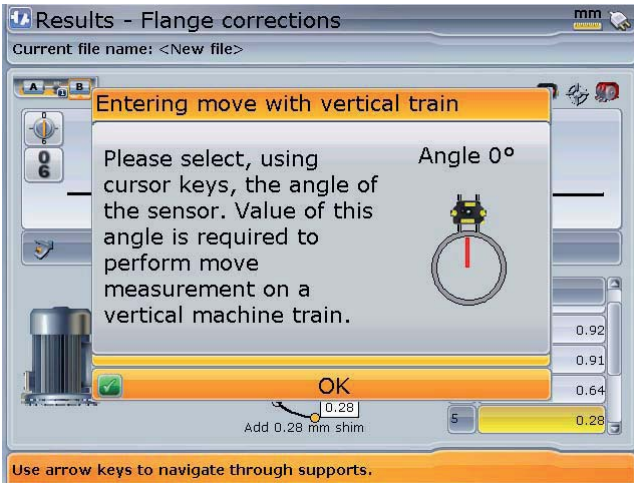 Results - Flange corrections
mm
Current file name: <New file>
A
B
Entering move with vertical train
Please select, using
cursor keys, the angle of
the sensor. Value of this
angle is required to
perform move
measurement on a
vertical machine train.
Angle 0°
0
6
0.92
0.91
0.64
5 0.28
OK
0.28
Add 0.28 mm shim
Use arrow keys to navigate through supports.